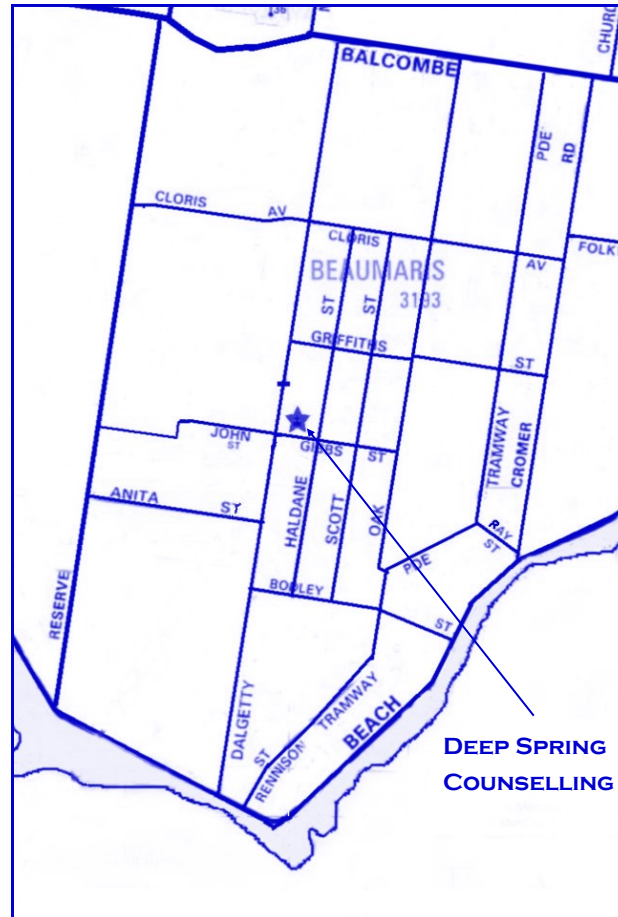 36
CHURC
BALCOMBE
PDE
RD
CLORIS
AV
CLORIS
AV
FOLK
BEAUMARIS
3193
ST
ST
GRIFFITHS
ST
TRAMWAY
CROMER
JOHN
ST
GIBBS
ST
ANITA
ST
HALDANE
SCOTT
OAK
RAY
ST
PDE
BODLEY
ST
RESERVE
DALGETTY
ST
RENNISON
TRAMWAY
BEACH
DEEP SPRING
COUNSELLING